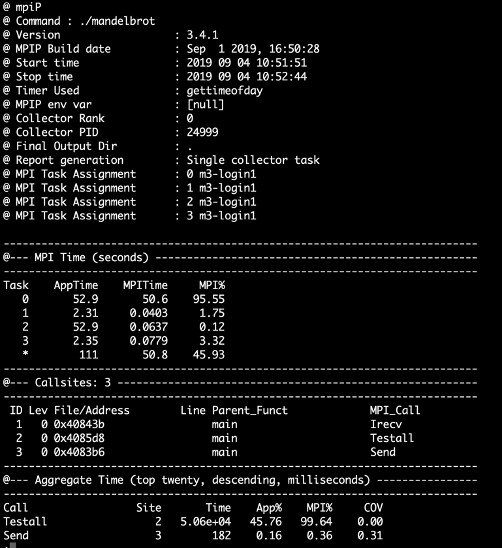 @ mpiP
@ Command : ./mandelbrot
@ Version                  : 3.4.1
@ MPIP Build date          : Sep  1 2019, 16:50:28
@ Start time               : 2019 09 04 10:51:51
@ Stop time                : 2019 09 04 10:52:44
@ Timer Used               : gettimeofday
@ MPIP env var             : [null]
@ Collector Rank           : 0
@ Collector PID            : 24999
@ Final Output Dir         : .
@ Report generation        : Single collector task
@ MPI Task Assignment      : 0 m3-login1
@ MPI Task Assignment      : 1 m3-login1
@ MPI Task Assignment      : 2 m3-login1
@ MPI Task Assignment      : 3 m3-login1
---------------------------------------------------------------------------
@--- MPI Time (seconds) ---------------------------------------------------
---------------------------------------------------------------------------
Task    AppTime    MPITime     MPI%
   0       52.9       50.6    95.55
   1       2.31     0.0403     1.75
   2       52.9     0.0637     0.12
   3       2.35     0.0779     3.32
   *        111       50.8    45.93
---------------------------------------------------------------------------
@--- Callsites: 3 ---------------------------------------------------------
---------------------------------------------------------------------------
 ID Lev File/Address        Line Parent_Funct             MPI_Call
  1   0 0x40843b                 main                     Irecv
  2   0 0x4085d8                 main                     Testall
  3   0 0x4083b6                 main                     Send
---------------------------------------------------------------------------
@--- Aggregate Time (top twenty, descending, milliseconds) ----------------
---------------------------------------------------------------------------
Call                 Site       Time    App%    MPI%     COV
Testall                 2   5.06e+04   45.76   99.64    0.00
Send                    3        182    0.16    0.36    0.31
: